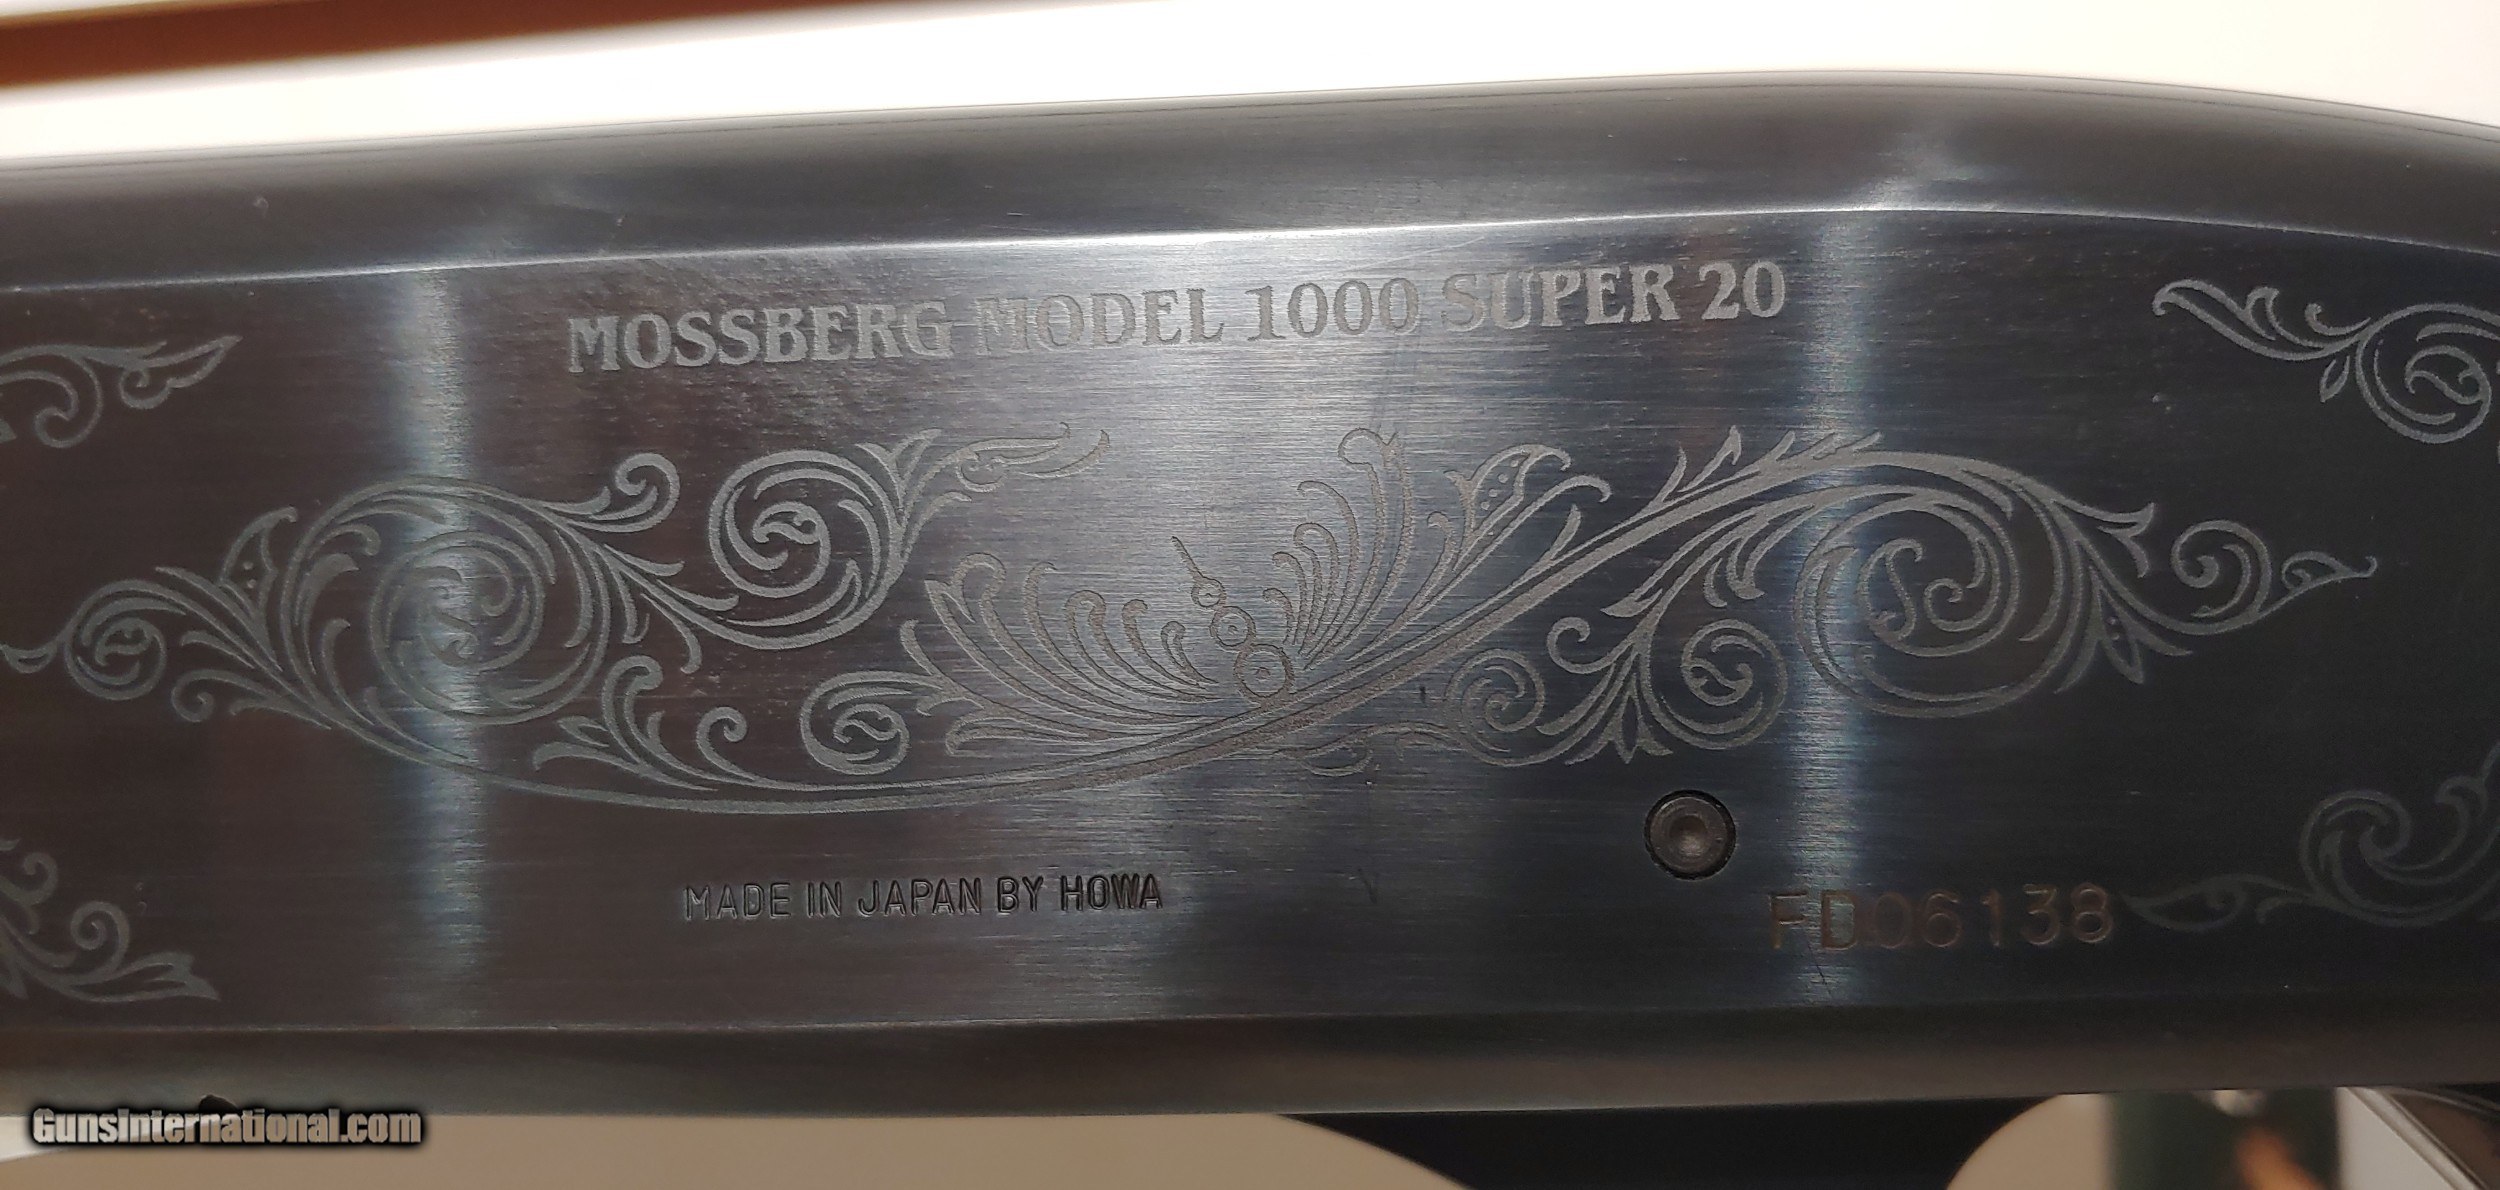 MOSSBERG MODEL 1000 SUPER 20
MADE IN JAPAN BY HOWA
FD06138
GunsInternational.com